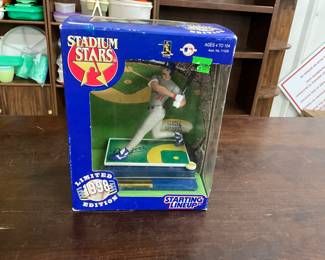 STADIUM
STARS
AGES 4 TO 104
LIMITED
1998
EDITION
STARTING
LINEUP